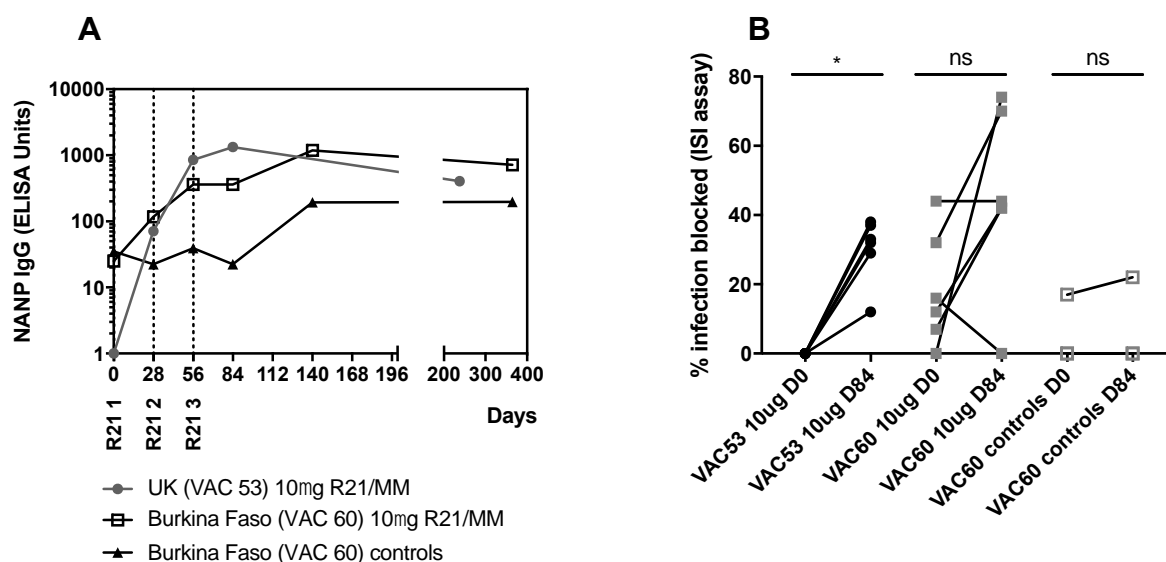 A
NANP IgG (ELISA Units)
10000
1000
100
10
1
0 28 56 84 112 140 168 196 200 300 400
R21 1
R21 2
R21 3
Days
UK (VAC 53) 10mg R21/MM
Burkina Faso (VAC 60) 10mg R21/MM
Burkina Faso (VAC 60) controls
B
% infection blocked (ISI assay)
* ns ns
80
60
40
20
0
VAC53 10ug D0
VAC53 10ug D84
VAC60 10ug D0
VAC60 10ug D84
VAC60 controls D0
VAC60 controls D84